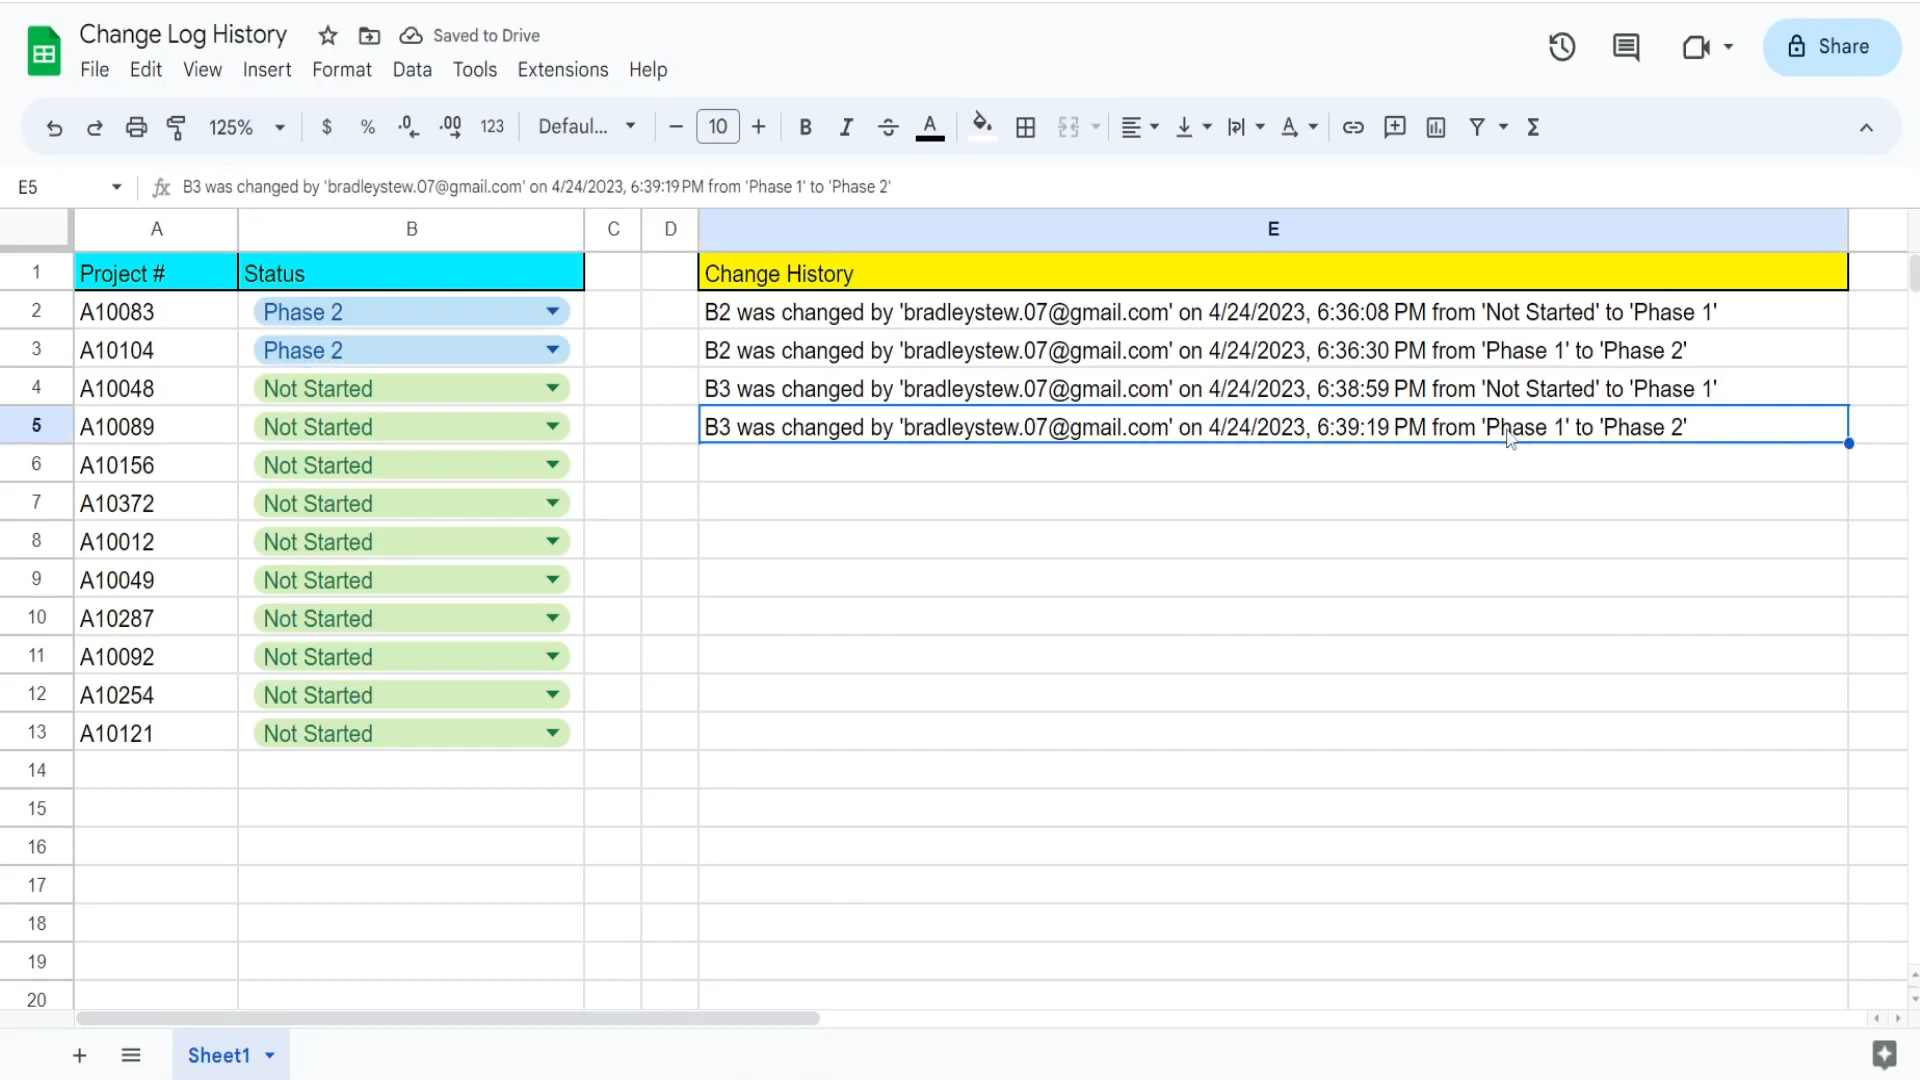 Change Log History Saved to Drive
File Edit View Insert Format Data Tools Extensions Help
Share
125% $ % .0 .00 123 Defaul... 10 B I A
E5 fx B3 was changed by 'bradleystew.07@gmail.com' on 4/24/2023, 6:39:19 PM from 'Phase 1' to 'Phase 2'
A B C D E
1 Project # Status Change History
2 A10083 Phase 2 B2 was changed by 'bradleystew.07@gmail.com' on 4/24/2023, 6:36:08 PM from 'Not Started' to 'Phase 1'
3 A10104 Phase 2 B2 was changed by 'bradleystew.07@gmail.com' on 4/24/2023, 6:36:30 PM from 'Phase 1' to 'Phase 2'
4 A10048 Not Started B3 was changed by 'bradleystew.07@gmail.com' on 4/24/2023, 6:38:59 PM from 'Not Started' to 'Phase 1'
5 A10089 Not Started B3 was changed by 'bradleystew.07@gmail.com' on 4/24/2023, 6:39:19 PM from 'Phase 1' to 'Phase 2'
6 A10156 Not Started
7 A10372 Not Started
8 A10012 Not Started
9 A10049 Not Started
10 A10287 Not Started
11 A10092 Not Started
12 A10254 Not Started
13 A10121 Not Started
14
15
16
17
18
19
20
Sheet1